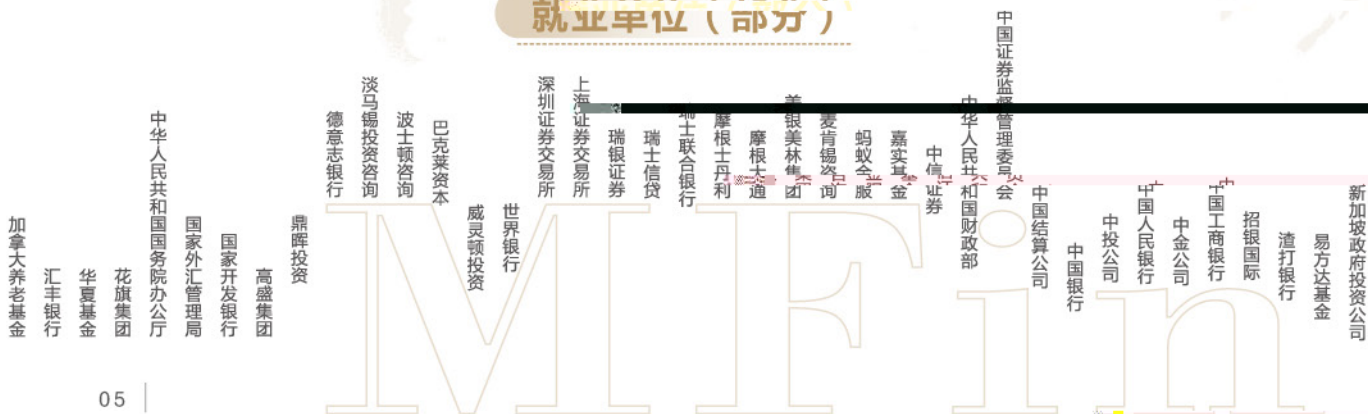 就业单位（部分）
加拿大养老基金
汇丰银行
华夏基金
花旗集团
中华人民共和国国务院办公厅
国家外汇管理局
国家开发银行
高盛集团
鼎晖投资
德意志银行
淡马锡投资咨询
波士顿咨询
巴克莱资本
威灵顿投资
世界银行
深圳证券交易所
上海证券交易所
瑞银证券
瑞士信贷
瑞士联合银行
摩根士丹利
摩根大通
美银美林集团
麦肯锡咨询
蚂蚁金服
嘉实基金
中信证券
中华人民共和国财政部
中国证券监督管理委员会
中国结算公司
中国银行
中投公司
中国人民银行
中金公司
中国工商银行
招银国际
渣打银行
易方达基金
新加坡政府投资公司
MFin
05